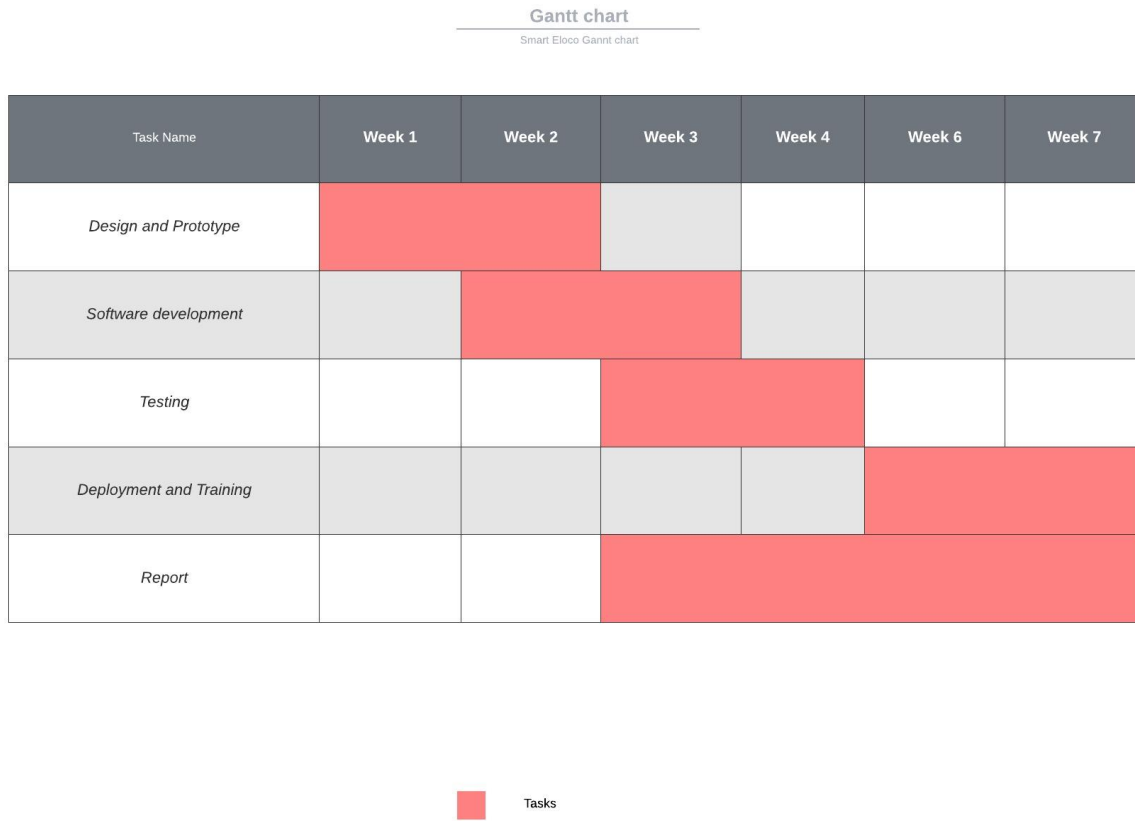 Gantt chart
Smart Eloco Gannt chart
Task Name Week 1 Week 2 Week 3 Week 4 Week 6 Week 7
Design and Prototype
Software development
Testing
Deployment and Training
Report
Tasks